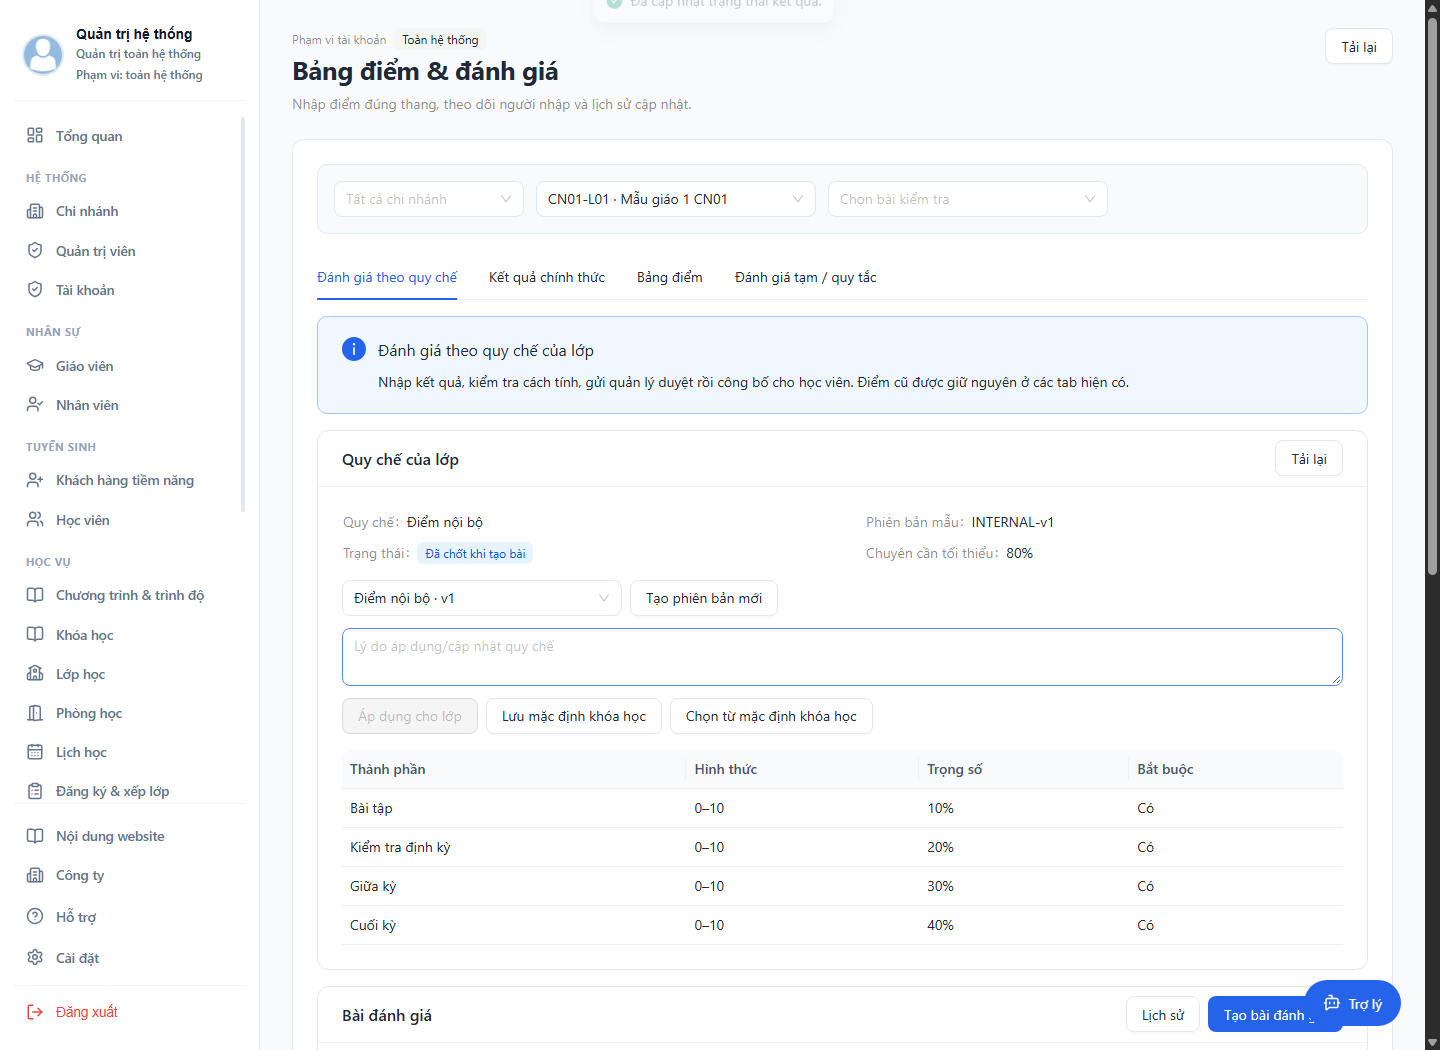 Quản trị hệ thống
Quản trị toàn hệ thống
Phạm vi: toàn hệ thống
Tổng quan
HỆ THỐNG
Chi nhánh
Quản trị viên
Tài khoản
NHÂN SỰ
Giáo viên
Nhân viên
TUYỂN SINH
Khách hàng tiềm năng
Học viên
HỌC VỤ
Chương trình & trình độ
Khóa học
Lớp học
Phòng học
Lịch học
Đăng ký & xếp lớp
Nội dung website
Công ty
Hỗ trợ
Cài đặt
Đăng xuất
Đã cập nhật trạng thái kết quả.
Phạm vi tài khoản Toàn hệ thống
Tải lại
Bảng điểm & đánh giá
Nhập điểm đúng thang, theo dõi người nhập và lịch sử cập nhật.
Tất cả chi nhánh CN01-L01 · Mẫu giáo 1 CN01 Chọn bài kiểm tra
Đánh giá theo quy chế Kết quả chính thức Bảng điểm Đánh giá tạm / quy tắc
Đánh giá theo quy chế của lớp
Nhập kết quả, kiểm tra cách tính, gửi quản lý duyệt rồi công bố cho học viên. Điểm cũ được giữ nguyên ở các tab hiện có.
Quy chế của lớp Tải lại
Quy chế: Điểm nội bộ Phiên bản mẫu: INTERNAL-v1
Trạng thái: Đã chốt khi tạo bài Chuyên cần tối thiểu: 80%
Điểm nội bộ · v1 Tạo phiên bản mới
Lý do áp dụng/cập nhật quy chế
Áp dụng cho lớp Lưu mặc định khóa học Chọn từ mặc định khóa học
Thành phần Hình thức Trọng số Bắt buộc
Bài tập 0–10 10% Có
Kiểm tra định kỳ 0–10 20% Có
Giữa kỳ 0–10 30% Có
Cuối kỳ 0–10 40% Có
Bài đánh giá Lịch sử Tạo bài đánh
Trợ lý